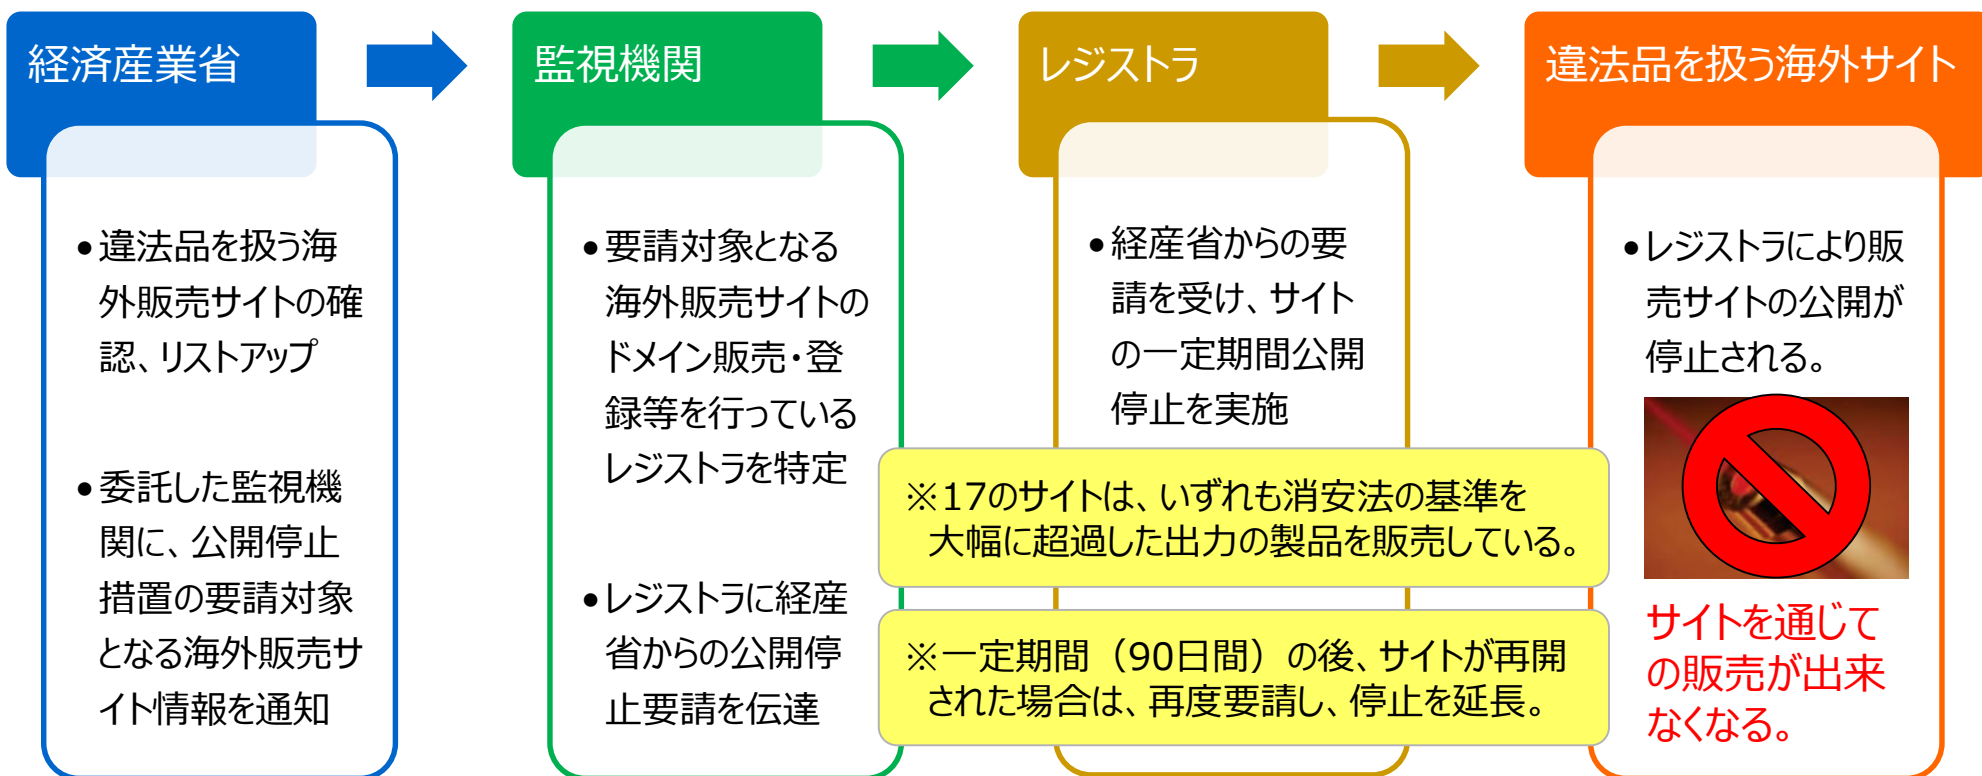 経済産業省
監視機関
レジストラ
違法品を扱う海外サイト
•違法品を扱う海
外販売サイトの確
認、リストアップ
•委託した監視機
関に、公開停止
措置の要請対象
となる海外販売サ
イト情報を通知
•要請対象となる
海外販売サイトの
ドメイン販売・登
録等を行っている
レジストラを特定
•レジストラに経産
省からの公開停
止要請を伝達
•経産省からの要
請を受け、サイト
の一定期間公開
停止を実施
※17のサイトは、いずれも消安法の基準を
大幅に超過した出力の製品を販売している。
※一定期間（90日間）の後、サイトが再開
された場合は、再度要請し、停止を延長。
•レジストラにより販
売サイトの公開が
停止される。
サイトを通じて
の販売が出来
なくなる。